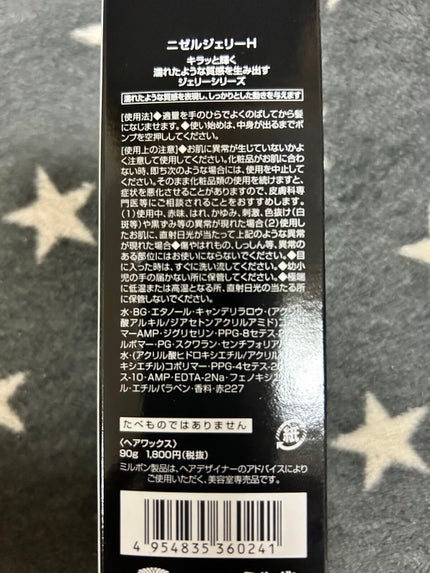 ニゼルジェリーH
キラッと輝く
濡れたような質感を生み出す
ジェリーシリーズ
濡れたような質感を表現し、しっかりとした動きを与えます
[使用法]◆適量を手のひらでよくのばしてから髪
になじませます。◆使い始めは、中身が出るまでポ
ンプを空押ししてください。
[使用上の注意]◆お肌に異常が生じていないかよ
く注意して使用してください。化粧品がお肌に合わ
ない時、即ち次のような場合には、使用を中止して
ください。そのまま化粧品類の使用を続けますと、
症状を悪化させることがありますので、皮膚科専
門医等にご相談されることをおすすめします。
(1)使用中、赤味、はれ、かゆみ、刺激、色抜け(白
斑等)や黒ずみ等の異常が現れた場合(2)使用し
たお肌に、直射日光が当たって上記のような異常
が現れた場合◆傷やはれもの、しっしん等、異常の
ある部位にはお使いにならないでください。◆目
に入った時は、すぐに洗い流してください。◆幼小
児の手の届かない所に保管してください。◆極端
に低温または高温となる所、直射日光の当たる所
に保管しないでください。
水・BG・エタノール・キャンデリラロウ・(アク
酸アルキル/ジアセトンアクリルアミド)コ
マーAMP・ジグリセリン・PPG-8セテス-
ルボマー・PG・スクワラン・センチフォリア
水・(アクリル酸ヒドロキシエチル/アクリル
キシエチル)コポリマー・PPG-4セテス-20
ス-10・AMP・EDTA-2Na・フェノキシエ
ル・エチルパラベン・香料・赤227
たべものではありません
〈ヘアワックス〉
90g 1,800円(税抜)
ミルボン製品は、ヘアデザイナーのアドバイスにより
ご使用いただく、美容室専売品です。
紙
4 954835 360241